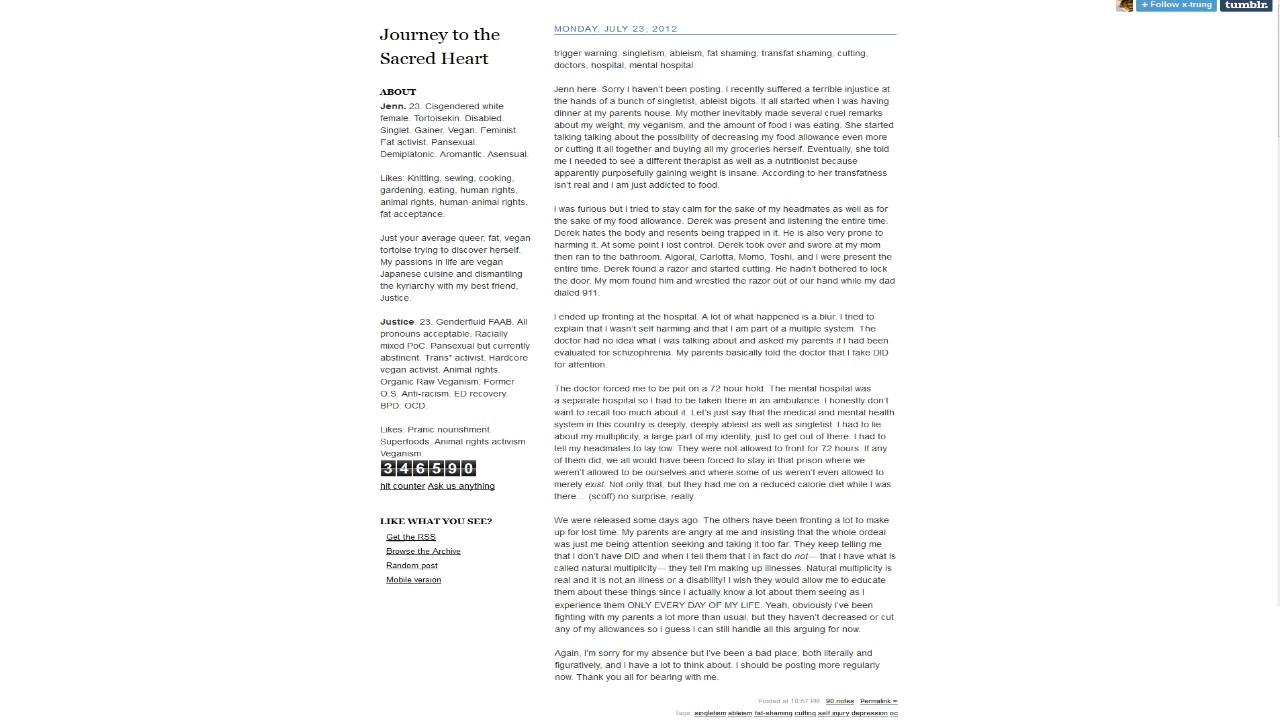 + Follow x-trung
tumblr.
Journey to the
Sacred Heart
ABOUT
Jenn. 23. Cisgendered white
female. Tortoisekin. Disabled.
Singlet. Gainer. Vegan. Feminist.
Fat activist. Pansexual.
Demiplatonic. Aromantic. Asensual.
Likes: Knitting, sewing, cooking,
gardening, eating, human rights,
animal rights, human-animal rights,
fat acceptance.
Just your average queer, fat, vegan
tortoise trying to discover herself.
My passions in life are vegan
Japanese cuisine and dismantling
the kyriarchy with my best friend,
Justice.
Justice. 23. Genderfluid FAAB. All
pronouns acceptable. Racially
mixed PoC. Pansexual but currently
abstinent. Trans* activist. Hardcore
vegan activist. Animal rights.
Organic Raw Veganism. Former
O.S. Anti-racism. ED recovery.
BPD. OCD.
Likes: Pranic nourishment.
Superfoods. Animal rights activism.
Veganism
346590
hit counter Ask us anything
LIKE WHAT YOU SEE?
Get the RSS
Browse the Archive
Random post
Mobile version
MONDAY, JULY 23, 2012
trigger warning: singletism, ableism, fat shaming, transfat shaming, cutting,
doctors, hospital, mental hospital
Jenn here. Sorry I haven't been posting. I recently suffered a terrible injustice at
the hands of a bunch of singletist, ableist bigots. It all started when I was having
dinner at my parents house. My mother inevitably made several cruel remarks
about my weight, my veganism, and the amount of food I was eating. She started
talking talking about the possibility of decreasing my food allowance even more
or cutting it all together and buying all my groceries herself. Eventually, she told
me I needed to see a different therapist as well as a nutritionist because
apparently purposefully gaining weight is insane. According to her transfatness
isn't real and I am just addicted to food.
I was furious but I tried to stay calm for the sake of my headmates as well as for
the sake of my food allowance. Derek was present and listening the entire time.
Derek hates the body and resents being trapped in it. He is also very prone to
harming it. At some point I lost control. Derek took over and swore at my mom
then ran to the bathroom. Algoral, Carlotta, Momo, Toshi, and I were present the
entire time. Derek found a razor and started cutting. He hadn't bothered to lock
the door. My mom found him and wrestled the razor out of our hand while my dad
dialed 911.
I ended up fronting at the hospital. A lot of what happened is a blur. I tried to
explain that I wasn't self harming and that I am part of a multiple system. The
doctor had no idea what I was talking about and asked my parents if I had been
evaluated for schizophrenia. My parents basically told the doctor that I fake DID
for attention.
The doctor forced me to be put on a 72 hour hold. The mental hospital was
a separate hospital so I had to be taken there in an ambulance. I honestly don't
want to recall too much about it. Let's just say that the medical and mental health
system in this country is deeply, deeply ableist as well as singletist. I had to lie
about my multiplicity, a large part of my identity, just to get out of there. I had to
tell my headmates to lay low. They were not allowed to front for 72 hours. If any
of them did, we all would have been forced to stay in that prison where we
weren't allowed to be ourselves and where some of us weren't even allowed to
merely exist. Not only that, but they had me on a reduced calorie diet while I was
there… (scoff) no surprise, really.
We were released some days ago. The others have been fronting a lot to make
up for lost time. My parents are angry at me and insisting that the whole ordeal
was just me being attention seeking and taking it too far. They keep telling me
that I don't have DID and when I tell them that I in fact do not— that I have what is
called natural multiplicity— they tell I'm making up illnesses. Natural multiplicity is
real and it is not an illness or a disability! I wish they would allow me to educate
them about these things since I actually know a lot about them seeing as I
experience them ONLY EVERY DAY OF MY LIFE. Yeah, obviously I've been
fighting with my parents a lot more than usual, but they haven't decreased or cut
any of my allowances so I guess I can still handle all this arguing for now.
Again, I'm sorry for my absence but I've been a bad place, both literally and
figuratively, and I have a lot to think about. I should be posting more regularly
now. Thank you all for bearing with me.
Posted at 10:57 PM 90 notes Permalink ∞
Tags: singletism ableism fat-shaming cutting self injury depression oc